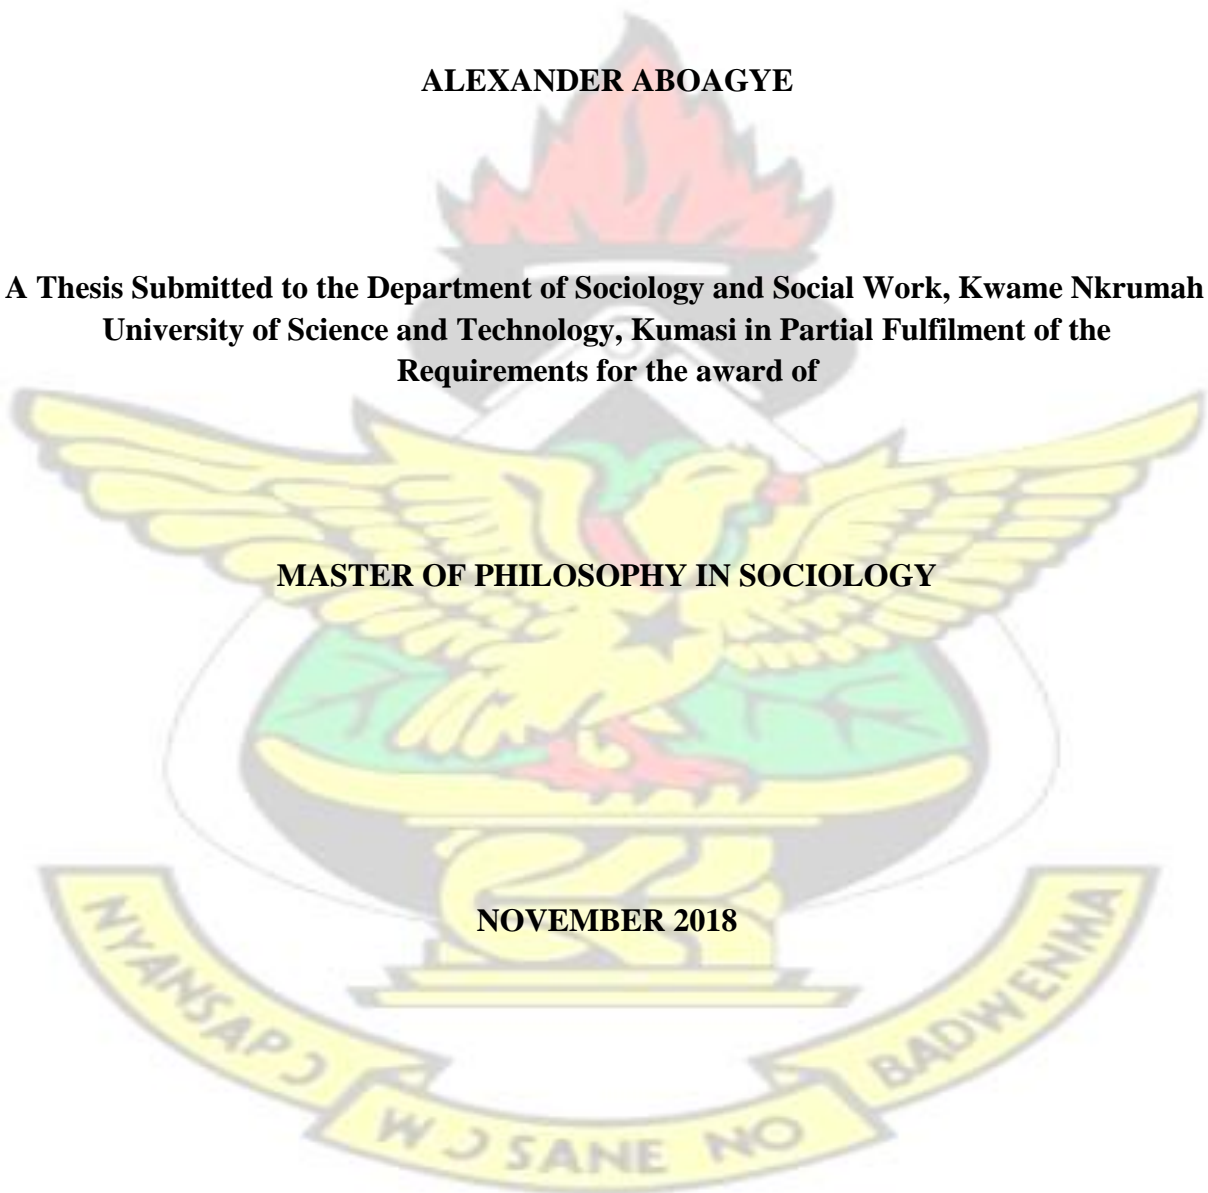 ALEXANDER ABOAGYE
A Thesis Submitted to the Department of Sociology and Social Work, Kwame Nkrumah
University of Science and Technology, Kumasi in Partial Fulfilment of the
Requirements for the award of
MASTER OF PHILOSOPHY IN SOCIOLOGY
NOVEMBER 2018
NYANSAPƆ WƆSANE NO BADWENMA